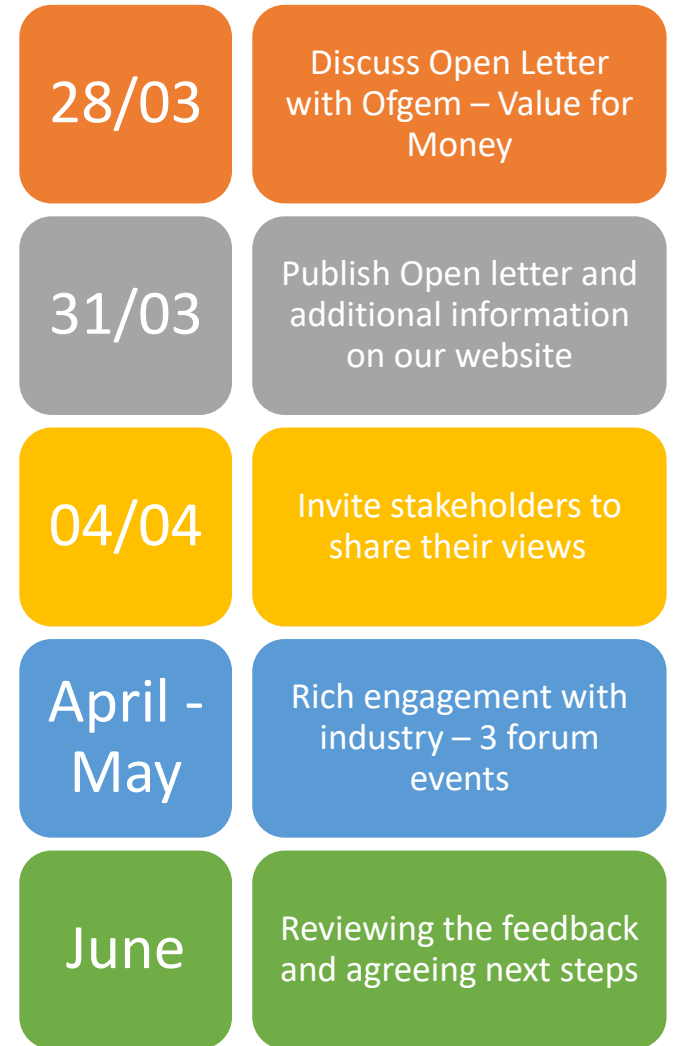 28/03
Discuss Open Letter
with Ofgem – Value for
Money
31/03
Publish Open letter and
additional information
on our website
04/04
Invite stakeholders to
share their views
April -
May
Rich engagement with
industry – 3 forum
events
June
Reviewing the feedback
and agreeing next steps